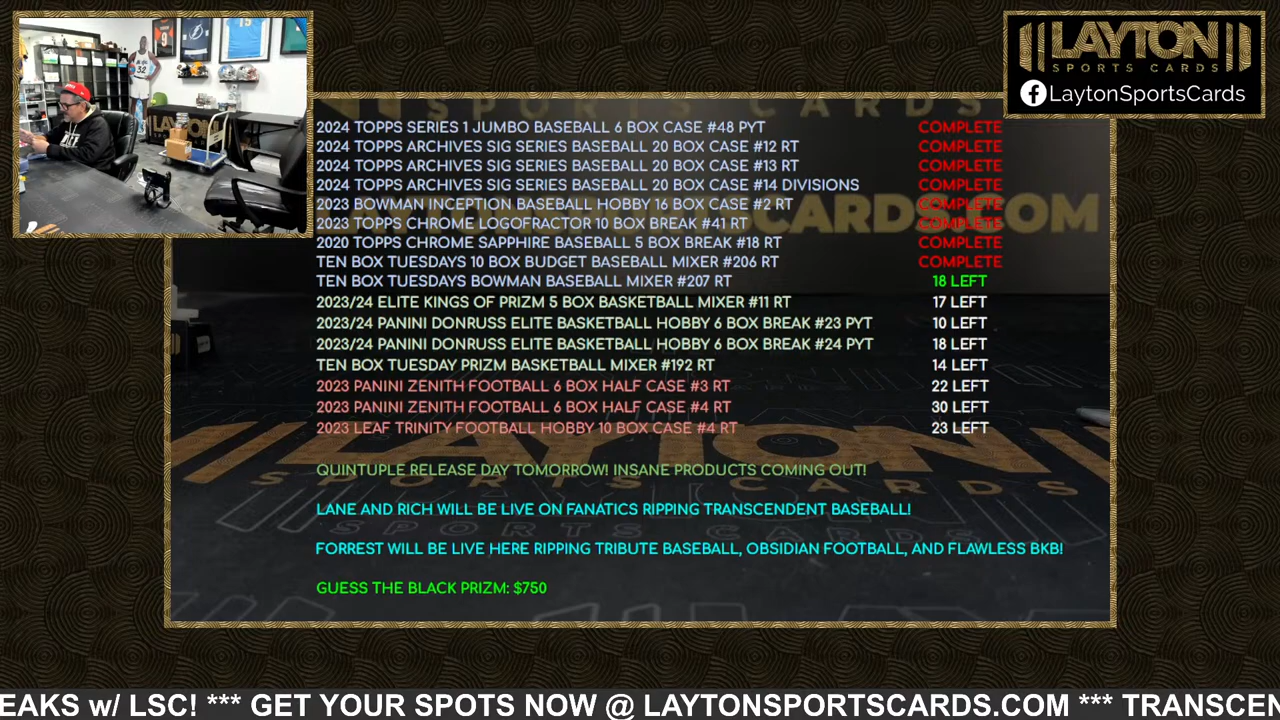 LAYTON
SPORTS CARDS
LaytonSportsCards
SPORTS CARDS
2024 TOPPS SERIES 1 JUMBO BASEBALL 6 BOX CASE #48 PYT COMPLETE
2024 TOPPS ARCHIVES SIG SERIES BASEBALL 20 BOX CASE #12 RT COMPLETE
2024 TOPPS ARCHIVES SIG SERIES BASEBALL 20 BOX CASE #13 RT COMPLETE
2024 TOPPS ARCHIVES SIG SERIES BASEBALL 20 BOX CASE #14 DIVISIONS COMPLETE
2023 BOWMAN INCEPTION BASEBALL HOBBY 16 BOX CASE #2 RT COMPLETE
2023 TOPPS CHROME LOGOFRACTOR 10 BOX BREAK #41 RT COMPLETE
2020 TOPPS CHROME SAPPHIRE BASEBALL 5 BOX BREAK #18 RT COMPLETE
TEN BOX TUESDAYS 10 BOX BUDGET BASEBALL MIXER #206 RT COMPLETE
TEN BOX TUESDAYS BOWMAN BASEBALL MIXER #207 RT 18 LEFT
2023/24 ELITE KINGS OF PRIZM 5 BOX BASKETBALL MIXER #11 RT 17 LEFT
2023/24 PANINI DONRUSS ELITE BASKETBALL HOBBY 6 BOX BREAK #23 PYT 10 LEFT
2023/24 PANINI DONRUSS ELITE BASKETBALL HOBBY 6 BOX BREAK #24 PYT 18 LEFT
TEN BOX TUESDAY PRIZM BASKETBALL MIXER #192 RT 14 LEFT
2023 PANINI ZENITH FOOTBALL 6 BOX HALF CASE #3 RT 22 LEFT
2023 PANINI ZENITH FOOTBALL 6 BOX HALF CASE #4 RT 30 LEFT
2023 LEAF TRINITY FOOTBALL HOBBY 10 BOX CASE #4 RT 23 LEFT
LAYTON
SPORTS CARDS
QUINTUPLE RELEASE DAY TOMORROW! INSANE PRODUCTS COMING OUT!
LANE AND RICH WILL BE LIVE ON FANATICS RIPPING TRANSCENDENT BASEBALL!
FORREST WILL BE LIVE HERE RIPPING TRIBUTE BASEBALL, OBSIDIAN FOOTBALL, AND FLAWLESS BKB!
GUESS THE BLACK PRIZM: $750
EAKS w/ LSC! *** GET YOUR SPOTS NOW @ LAYTONSPORTSCARDS.COM *** TRANSCEN